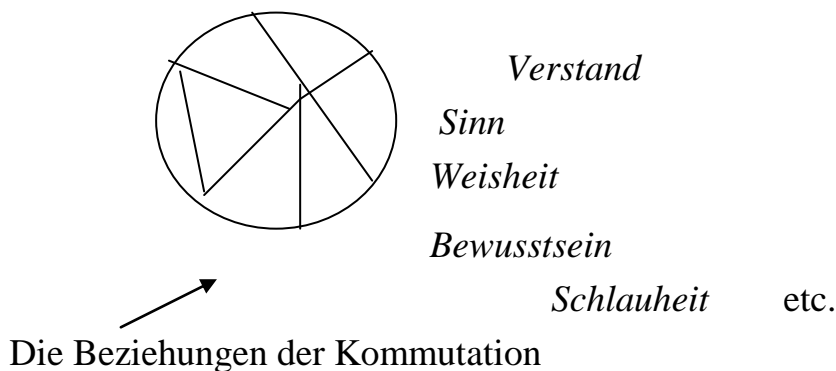 Verstand
Sinn
Weisheit
Bewusstsein
Schlauheit etc.
Die Beziehungen der Kommutation